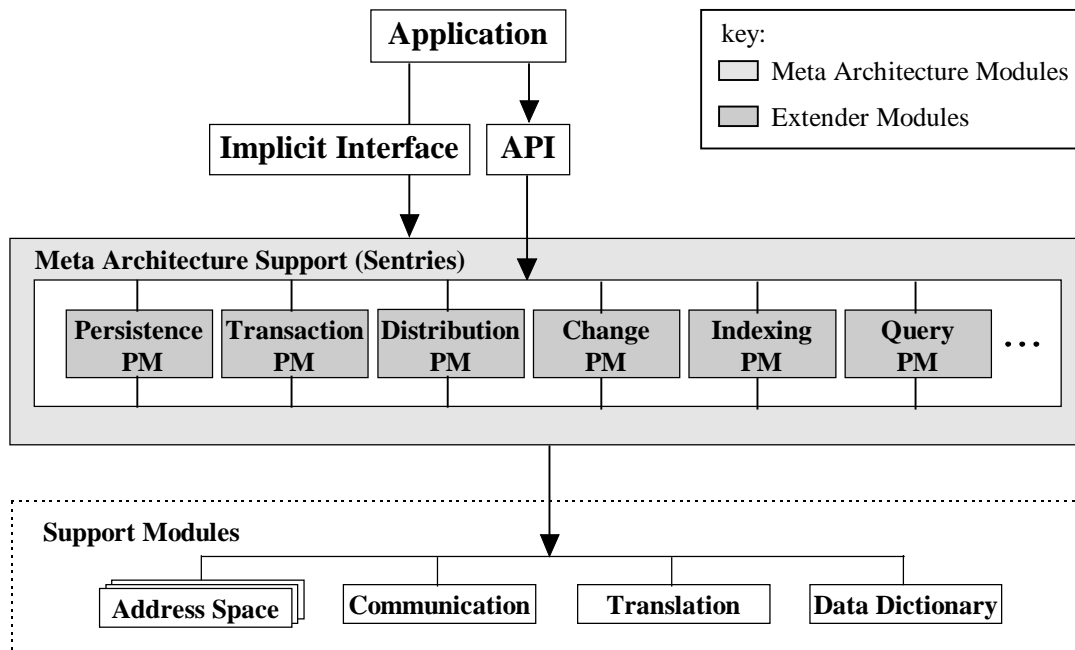 Application
key:
Meta Architecture Modules
Extender Modules
Implicit Interface
API
Meta Architecture Support (Sentries)
Persistence
PM
Transaction
PM
Distribution
PM
Change
PM
Indexing
PM
Query
PM
...
Support Modules
Address Space
Communication
Translation
Data Dictionary